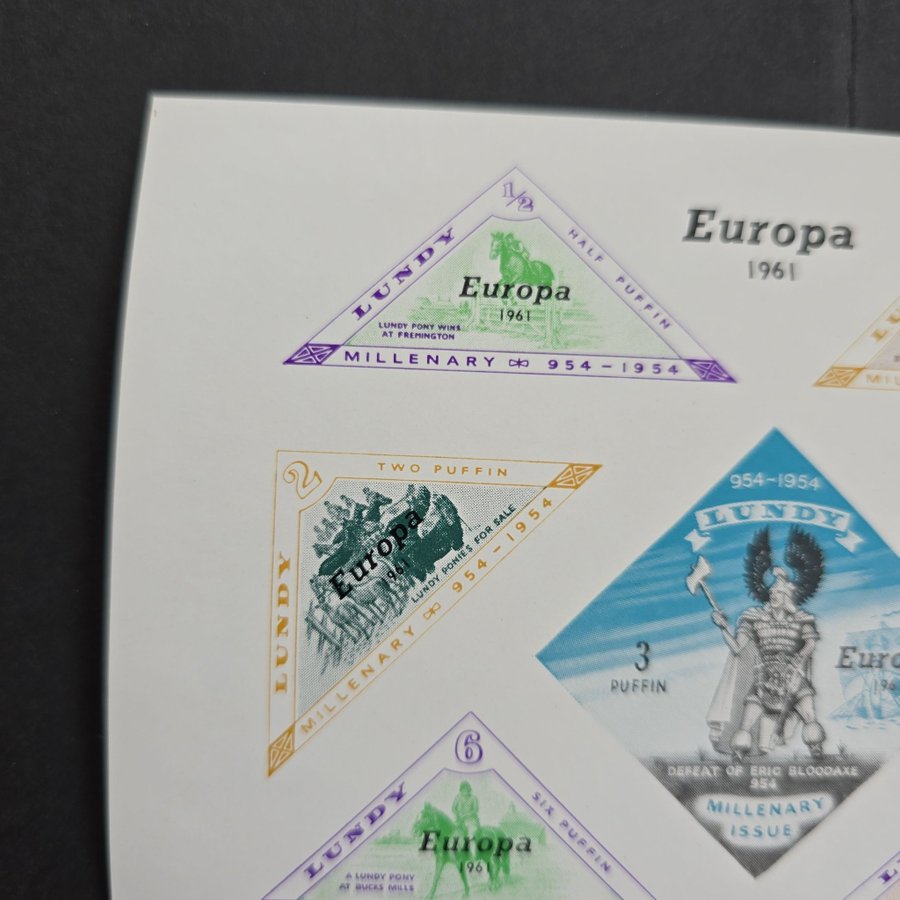 ½
LUNDY
HALF PUFFIN
Europa
1961
LUNDY PONY WINS
AT FREMINGTON
MILLENARY 954-1954
Europa
1961
2
TWO PUFFIN
LUNDY
Europa
1961
LUNDY PONIES FOR SALE
MILLENARY 954-1954
954-1954
LUNDY
3
PUFFIN
DEFEAT OF ERIC BLOODAXE
954
MILLENARY
ISSUE
6
LUNDY
SIX PUFFIN
Europa
1961
A LUNDY PONY
AT BUCKS MILLS